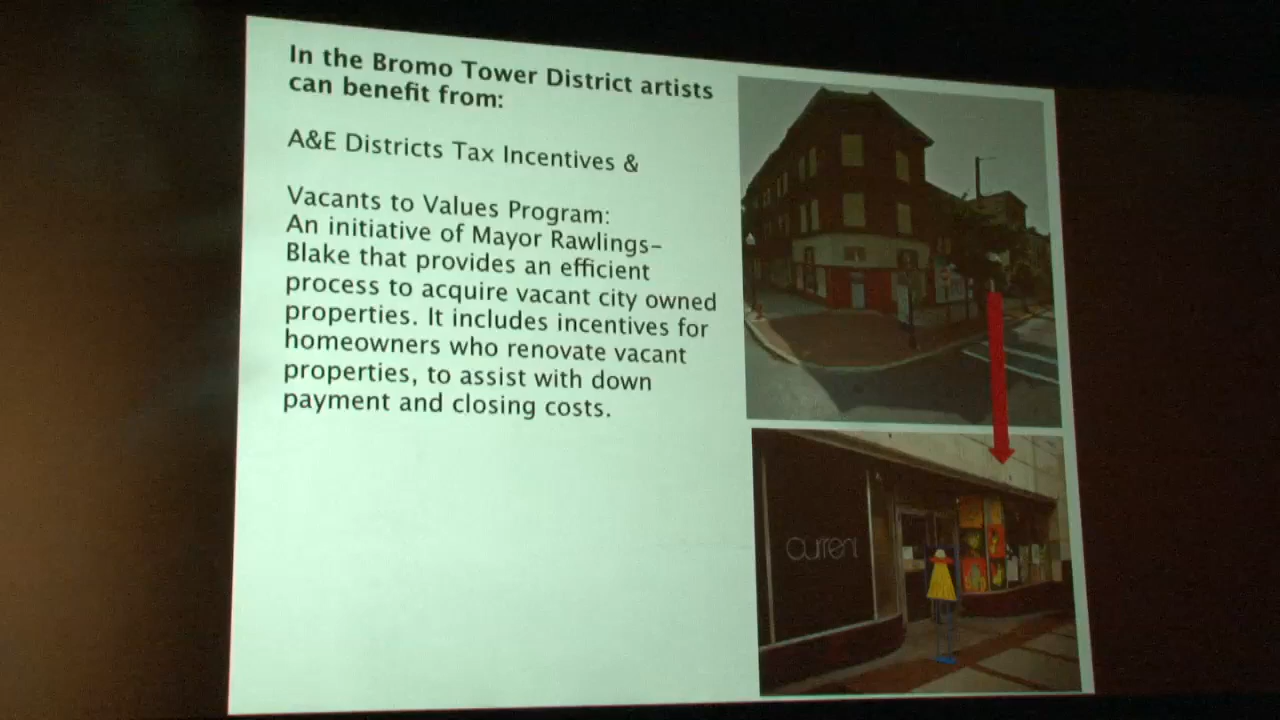 In the Bromo Tower District artists
can benefit from:
A&E Districts Tax Incentives &
Vacants to Values Program:
An initiative of Mayor Rawlings-
Blake that provides an efficient
process to acquire vacant city owned
properties. It includes incentives for
homeowners who renovate vacant
properties, to assist with down
payment and closing costs.
current